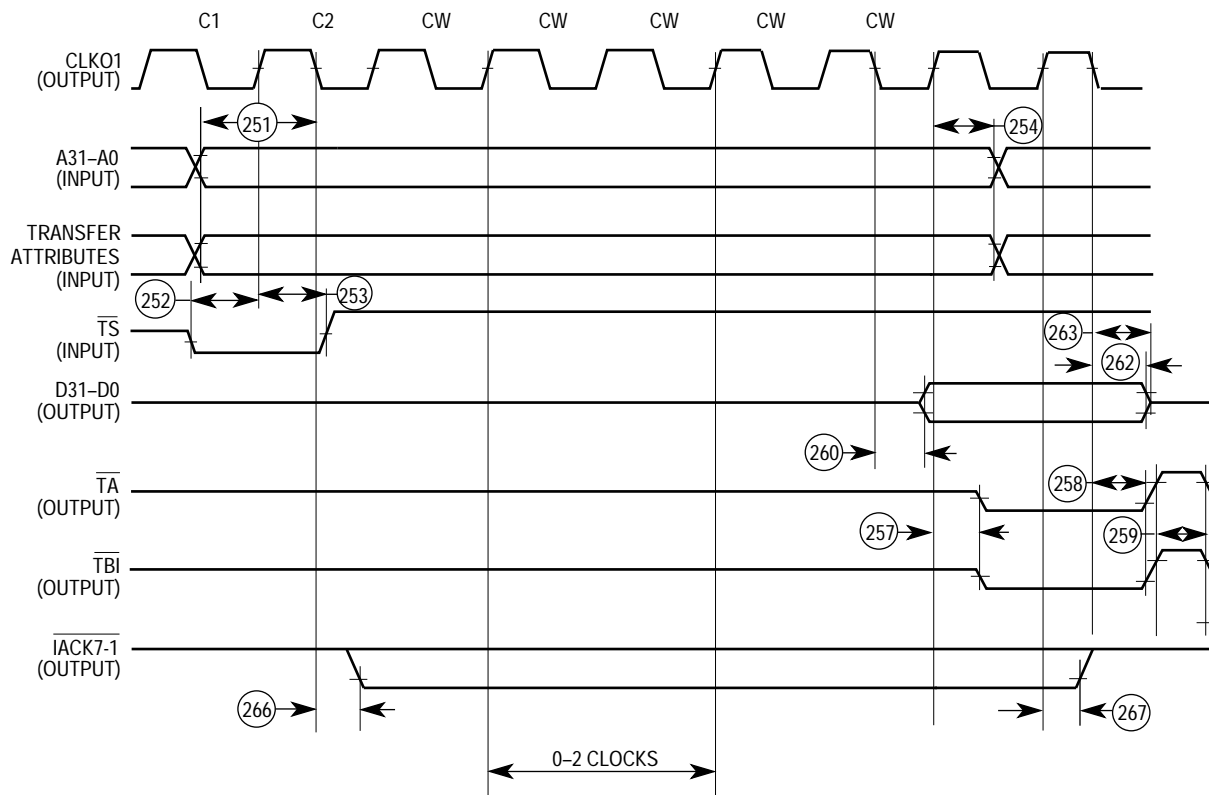 C1 C2 CW CW CW CW CW
CLKO1
(OUTPUT)
251
254
A31–A0
(INPUT)
TRANSFER
ATTRIBUTES
(INPUT)
252
253
TS
(INPUT)
263
262
D31–D0
(OUTPUT)
260
TA
(OUTPUT)
258
257
259
TBI
(OUTPUT)
IACK7-1
(OUTPUT)
266
267
0–2 CLOCKS